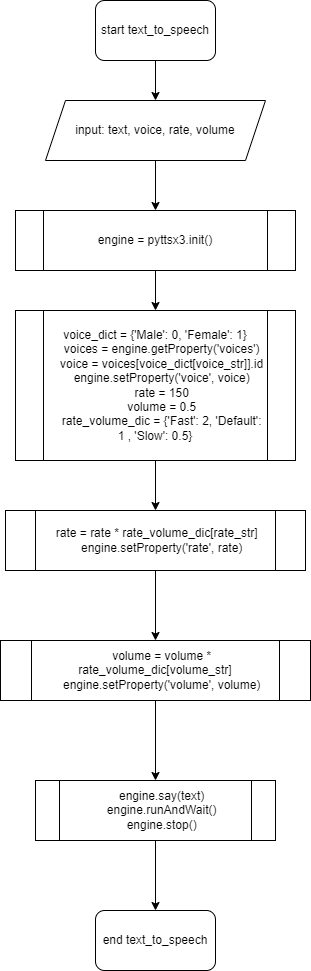 start text_to_speech
input: text, voice, rate, volume
engine = pyttsx3.init()
voice_dict = {'Male': 0, 'Female': 1}
voices = engine.getProperty('voices')
voice = voices[voice_dict[voice_str]].id
engine.setProperty('voice', voice)
rate = 150
volume = 0.5
rate_volume_dic = {'Fast': 2, 'Default':
1 , 'Slow': 0.5}
rate = rate * rate_volume_dic[rate_str]
engine.setProperty('rate', rate)
volume = volume *
rate_volume_dic[volume_str]
engine.setProperty('volume', volume)
engine.say(text)
engine.runAndWait()
engine.stop()
end text_to_speech